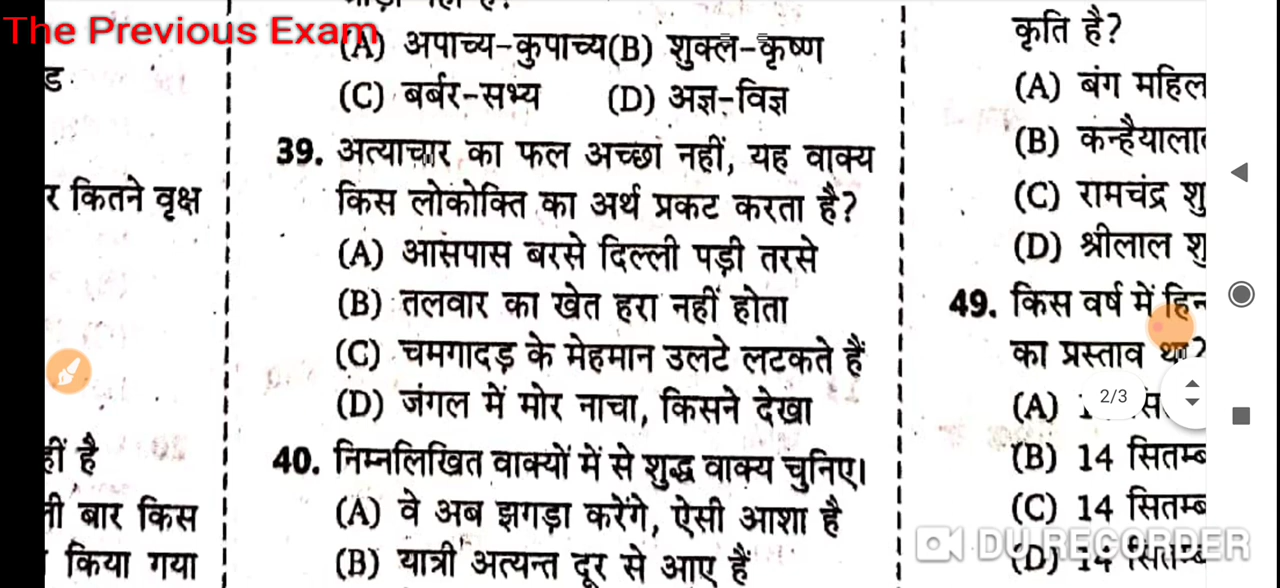 The Previous Exam
ड
र कितने वृक्ष
हीं है
ती बार किस
किया गया
(A) अपाच्य-कुपाच्य(B) शुक्ल-कृष्ण
(C) बर्बर-सभ्य (D) अज्ञ-विज्ञ
39. अत्याचार का फल अच्छा नहीं, यह वाक्य
किस लोकोक्ति का अर्थ प्रकट करता है?
(A) आसपास बरसे दिल्ली पड़ी तरसे
(B) तलवार का खेत हरा नहीं होता
(C) चमगादड़ के मेहमान उलटे लटकते हैं
(D) जंगल में मोर नाचा, किसने देखा
40. निम्नलिखित वाक्यों में से शुद्ध वाक्य चुनिए।
(A) वे अब झगड़ा करेंगे, ऐसी आशा है
(B) यात्री अत्यन्त दूर से आए हैं
कृति है?
(A) बंग महिल
(B) कन्हैयालाल
(C) रामचंद्र शु
(D) श्रीलाल शु
49. किस वर्ष में हिन
का प्रस्ताव था?
(A)
(B) 14 सितम्ब
(C) 14 सितम्ब
(D) 14 सितम्ब
2/3
DU RECORDER